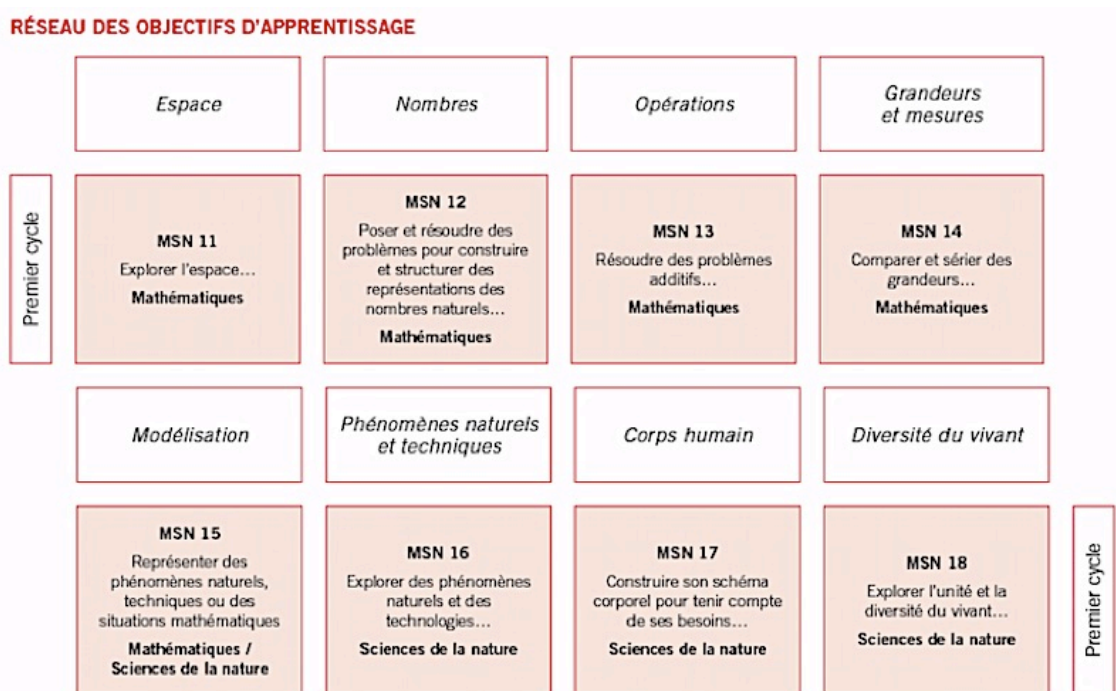 RÉSEAU DES OBJECTIFS D'APPRENTISSAGE
Espace
Nombres
Opérations
Grandeurs
et mesures
Premier cycle
MSN 11
Explorer l'espace...
Mathématiques
MSN 12
Poser et résoudre des
problèmes pour construire
et structurer des
représentations des
nombres naturels...
Mathématiques
MSN 13
Résoudre des problèmes
additifs...
Mathématiques
MSN 14
Comparer et sérier des
grandeurs...
Mathématiques
Modélisation
Phénomènes naturels
et techniques
Corps humain
Diversité du vivant
MSN 15
Représenter des
phénomènes naturels,
techniques ou des
situations mathématiques
Mathématiques /
Sciences de la nature
MSN 16
Explorer des phénomènes
naturels et des
technologies...
Sciences de la nature
MSN 17
Construire son schéma
corporel pour tenir compte
de ses besoins...
Sciences de la nature
MSN 18
Explorer l'unité et la
diversité du vivant...
Sciences de la nature
Premier cycle